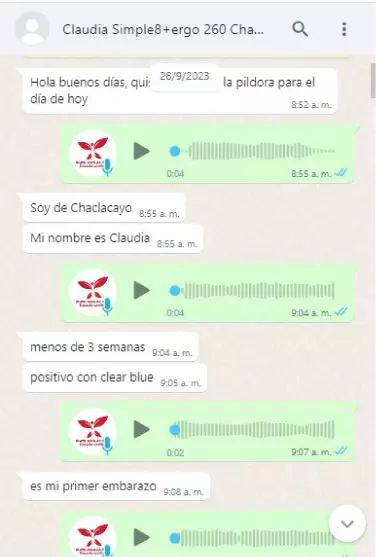 Claudia Simple8+ergo 260 Cha...
28/9/2023
Hola buenos días, qui la pildora para el
día de hoy
8:52 a. m.
0:04 8:55 a. m.
Soy de Chaclacayo 8:55 a. m.
Mi nombre es Claudia 8:55 a. m.
0:04 9:04 a. m.
menos de 3 semanas 9:04 a. m.
positivo con clear blue 9:05 a. m.
0:02 9:07 a. m.
es mi primer embarazo 9:08 a. m.